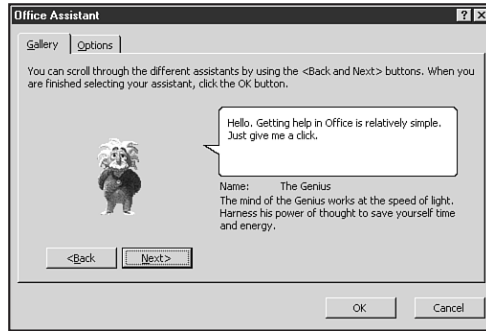 Office Assistant
Gallery Options
You can scroll through the different assistants by using the <Back and Next> buttons. When you
are finished selecting your assistant, click the OK button.
Hello. Getting help in Office is relatively simple.
Just give me a click.
Name: The Genius
The mind of the Genius works at the speed of light.
Harness his power of thought to save yourself time
and energy.
<Back Next>
OK Cancel